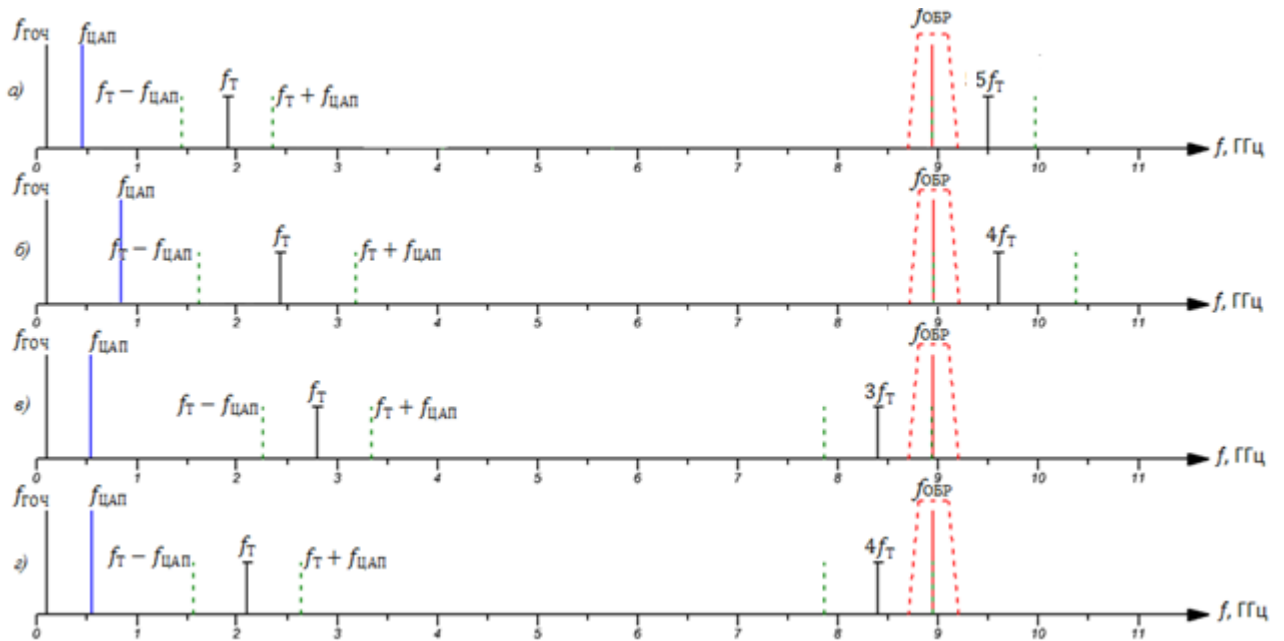 fГОЧ fЦАП fОБР
а) fТ − fЦАП fТ fТ + fЦАП 5fТ
0 1 2 3 4 5 6 7 8 9 10 11 f, ГГц
fГОЧ fЦАП fОБР
б) fТ − fЦАП fТ fТ + fЦАП 4fТ
0 1 2 3 4 5 6 7 8 9 10 11 f, ГГц
fГОЧ fЦАП fОБР
в) fТ − fЦАП fТ fТ + fЦАП 3fТ
0 1 2 3 4 5 6 7 8 9 10 11 f, ГГц
fГОЧ fЦАП fОБР
г) fТ − fЦАП fТ fТ + fЦАП 4fТ
0 1 2 3 4 5 6 7 8 9 10 11 f, ГГц